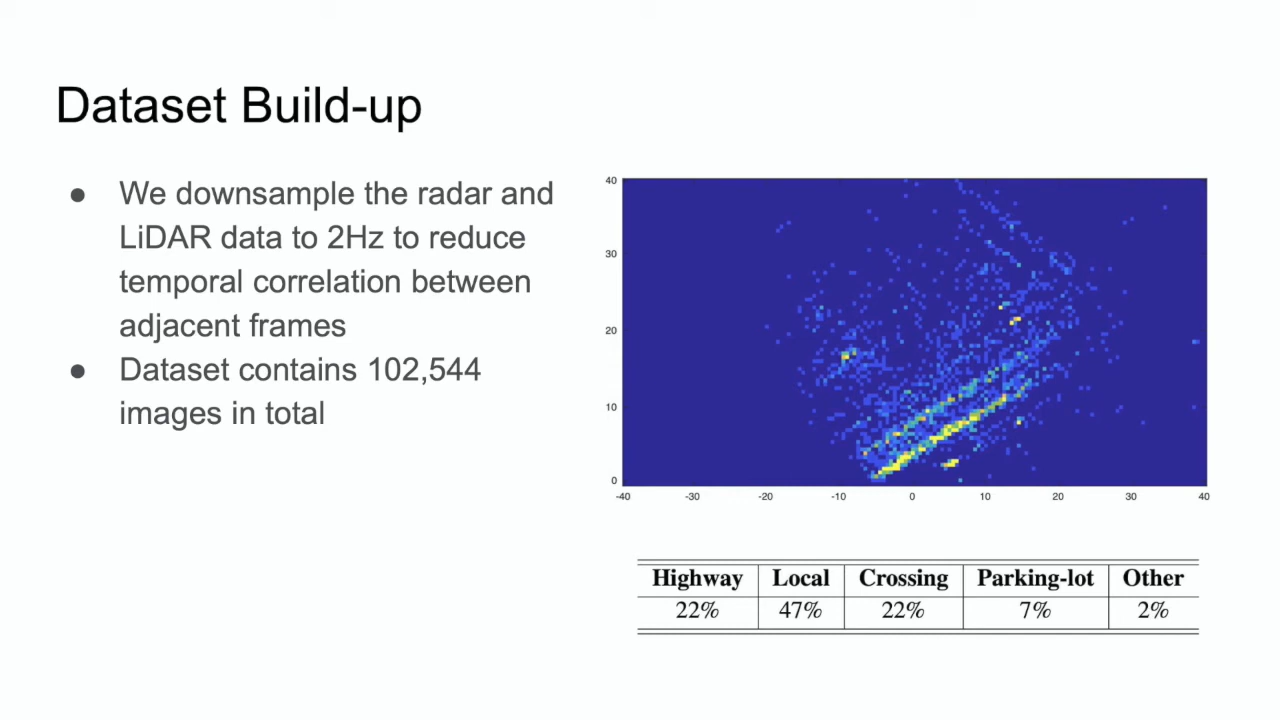 Dataset Build-up
● We downsample the radar and
LiDAR data to 2Hz to reduce
temporal correlation between
adjacent frames
● Dataset contains 102,544
images in total
40
30
20
10
0
-40 -30 -20 -10 0 10 20 30 40
Highway Local Crossing Parking-lot Other
22% 47% 22% 7% 2%